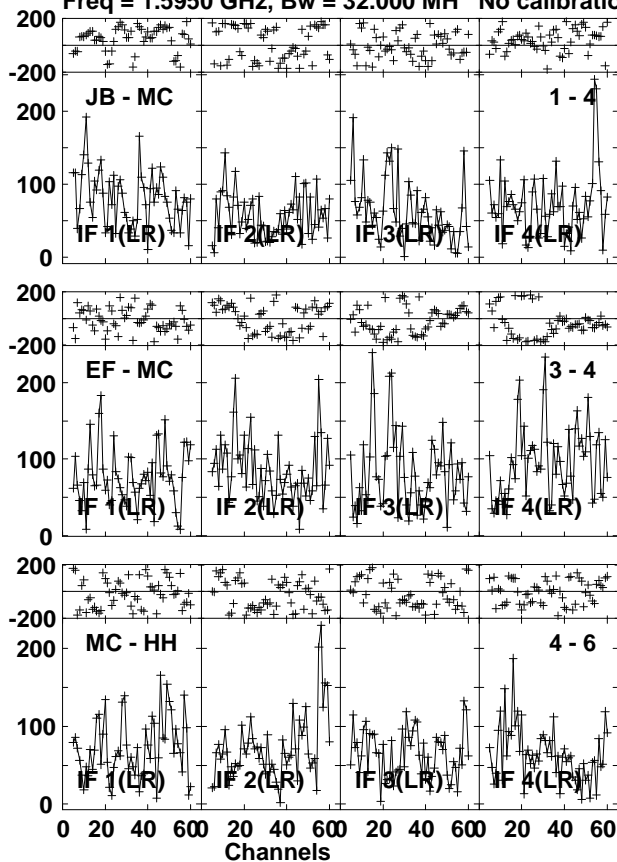 Freq = 1.5950 GHz, Bw = 32.000 MH No calibratio
200
-200
200
100
0
JB - MC
1 - 4
IF 1(LR)
IF 2(LR)
IF 3(LR)
IF 4(LR)
200
-200
200
100
0
EF - MC
3 - 4
IF 1(LR)
IF 2(LR)
IF 3(LR)
IF 4(LR)
200
-200
200
100
0
MC - HH
4 - 6
IF 1(LR)
IF 2(LR)
IF 3(LR)
IF 4(LR)
0 20 40 60 0 20 40 60 0 20 40 60 0 20 40 60
Channels